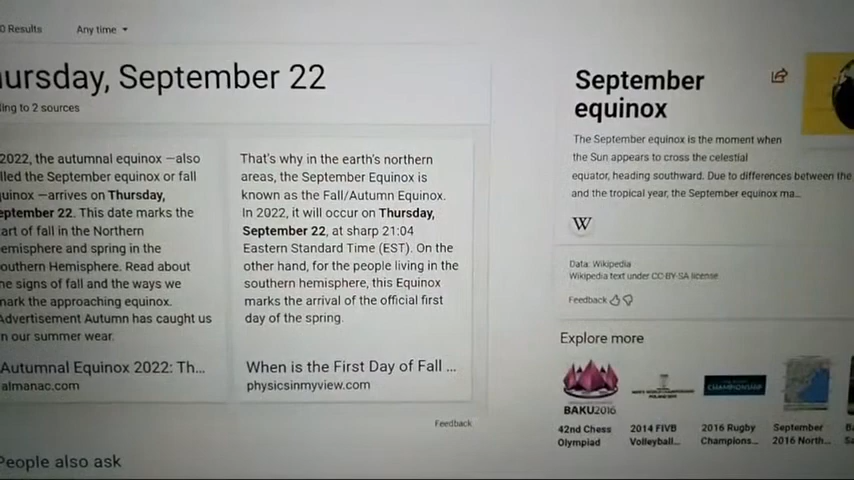 0 Results
Any time
ursday, September 22
ing to 2 sources
2022, the autumnal equinox —also
lled the September equinox or fall
uinox —arrives on Thursday,
eptember 22. This date marks the
art of fall in the Northern
emisphere and spring in the
outhern Hemisphere. Read about
he signs of fall and the ways we
mark the approaching equinox.
Advertisement Autumn has caught us
n our summer wear.
Autumnal Equinox 2022: Th...
almanac.com
That's why in the earth's northern
areas, the September Equinox is
known as the Fall/Autumn Equinox.
In 2022, it will occur on Thursday,
September 22, at sharp 21:04
Eastern Standard Time (EST). On the
other hand, for the people living in the
southern hemisphere, this Equinox
marks the arrival of the official first
day of the spring.
When is the First Day of Fall ...
physicsinmyview.com
Feedback
People also ask
September
equinox
The September equinox is the moment when
the Sun appears to cross the celestial
equator, heading southward. Due to differences between the
and the tropical year, the September equinox ma...
W
Data: Wikipedia
Wikipedia text under CC-BY-SA license
Feedback
Explore more
BAKU2016
42nd Chess
Olympiad
2014 FIVB
Volleyball...
CHAMPIONSHIP
2016 Rugby
Champions...
September
2016 North...